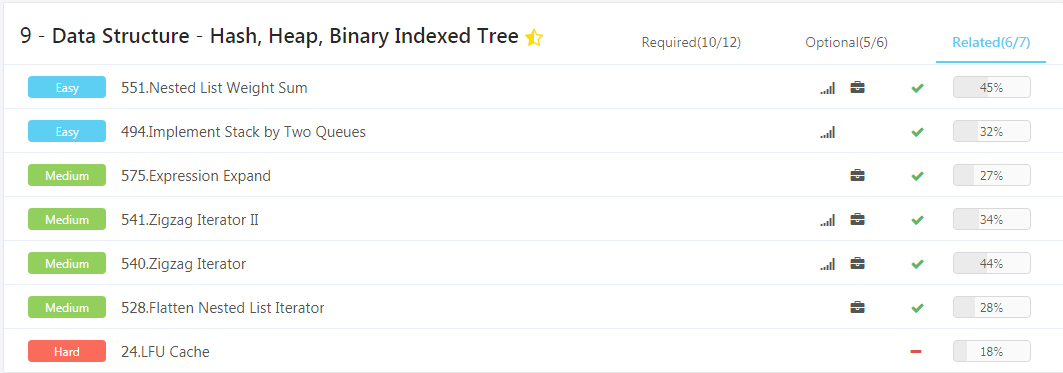 9 - Data Structure - Hash, Heap, Binary Indexed Tree Required(10/12) Optional(5/6) Related(6/7)
Easy 551.Nested List Weight Sum 45%
Easy 494.Implement Stack by Two Queues 32%
Medium 575.Expression Expand 27%
Medium 541.Zigzag Iterator II 34%
Medium 540.Zigzag Iterator 44%
Medium 528.Flatten Nested List Iterator 28%
Hard 24.LFU Cache 18%